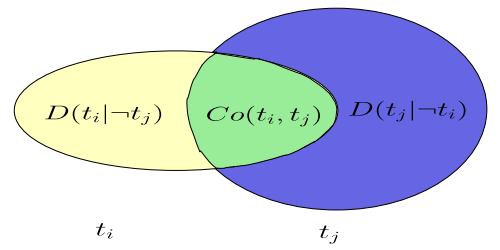 D(t_i|¬t_j)
Co(t_i, t_j)
D(t_j|¬t_i)
t_i
t_j